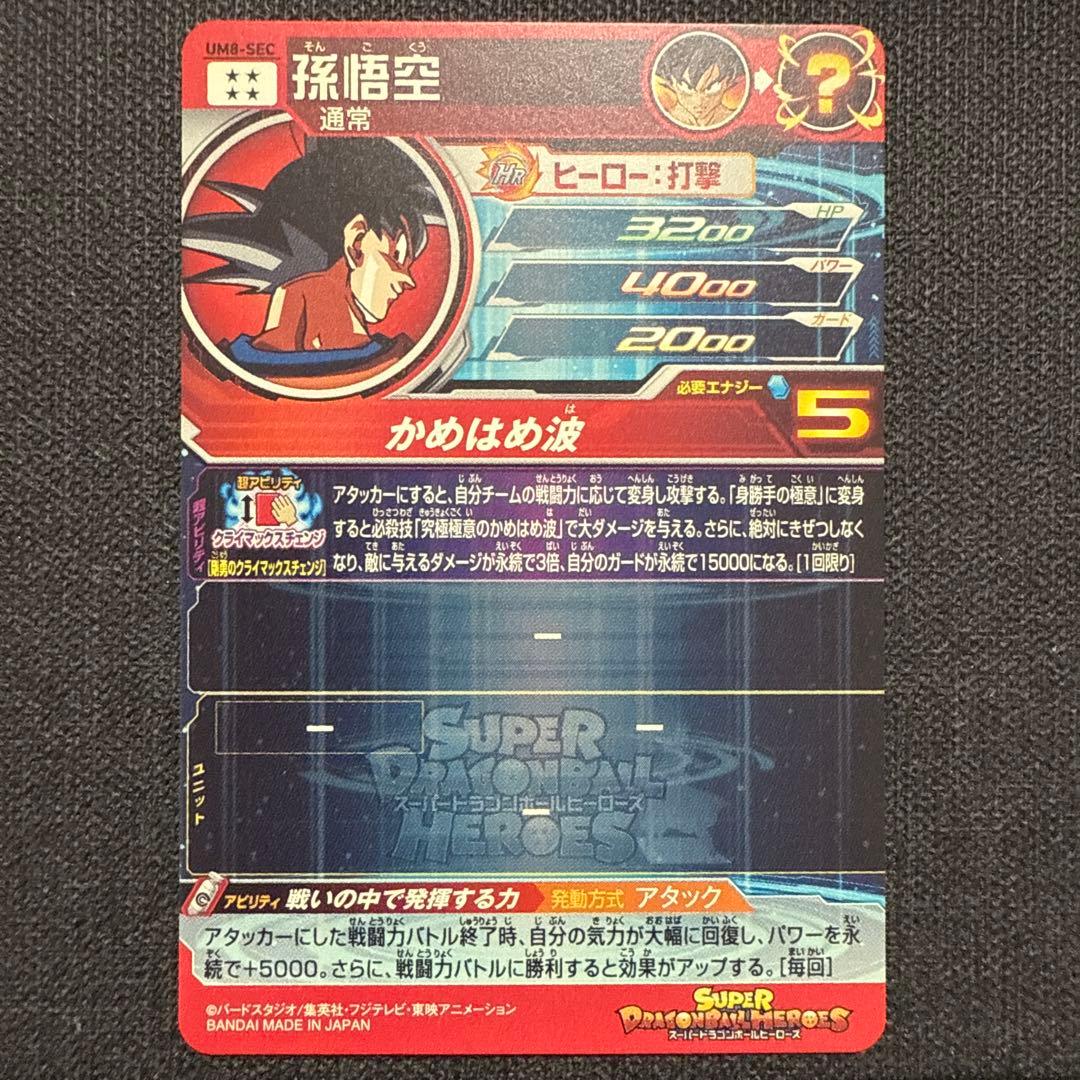 UM8-SEC
孫悟空
そんごくう
通常
?
HR ヒーロー:打撃
HP
3200
パワー
4000
ガード
2000
必要エナジー 5
かめはめ波
は
超アビリティ
超アビリティ
クライマックスチェンジ
[剛勇のクライマックスチェンジ]
ごうゆう
アタッカーにすると、自分チームの戦闘力に応じて変身し攻撃する。「身勝手の極意」に変身
すると必殺技「究極極意のかめはめ波」で大ダメージを与える。さらに、絶対にきぜつしなく
なり、敵に与えるダメージが永続で3倍、自分のガードが永続で15000になる。[1回限り]
ー
ー
ー
ユニット
SUPER
DRAGONBALL
スーパードラゴンボールヒーローズ
HEROES
ー
アビリティ 戦いの中で発揮する力 発動方式 アタック
アタッカーにした戦闘力バトル終了時、自分の気力が大幅に回復し、パワーを永
続で+5000。さらに、戦闘力バトルに勝利すると効果がアップする。[毎回]
©バードスタジオ/集英社・フジテレビ・東映アニメーション
BANDAI MADE IN JAPAN
SUPER
DRAGONBALL HEROES
スーパードラゴンボールヒーローズ